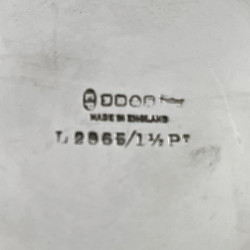 MADE IN ENGLAND
L 2865/1½ Pᵀ